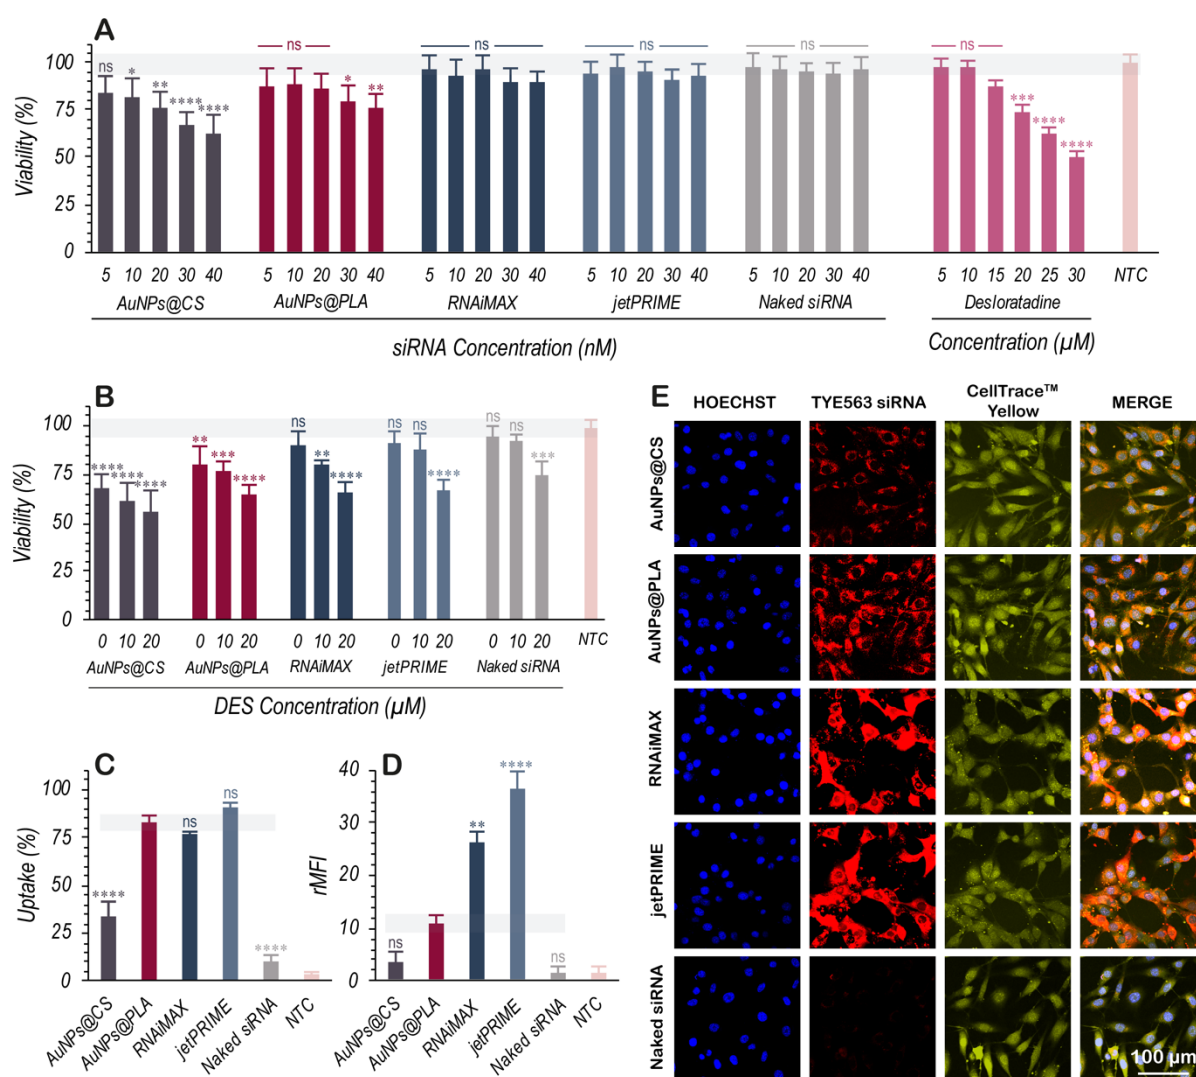 A
ns ns ns ns ns
100
75
50
25
0
Viability (%)
ns * ** **** ****
* **
*** **** ****
5 10 20 30 40 5 10 20 30 40 5 10 20 30 40 5 10 20 30 40 5 10 20 30 40 5 10 15 20 25 30 NTC
AuNPs@CS AuNPs@PLA RNAiMAX jetPRIME Naked siRNA Desloratadine
siRNA Concentration (nM) Concentration (µM)
B
100
75
50
25
0
Viability (%)
**** **** **** ** *** **** ns ** **** ns ns **** ns ns ***
0 10 20 0 10 20 0 10 20 0 10 20 0 10 20 NTC
AuNPs@CS AuNPs@PLA RNAiMAX jetPRIME Naked siRNA
DES Concentration (µM)
C
100
75
50
25
0
Uptake (%)
**** ns ns ****
AuNPs@CS AuNPs@PLA RNAiMAX jetPRIME Naked siRNA NTC
D
40
30
20
10
0
rMFI
ns ** **** ns
AuNPs@CS AuNPs@PLA RNAiMAX jetPRIME Naked siRNA NTC
E
HOECHST TYE563 siRNA CellTrace™ Yellow MERGE
AuNPs@CS
AuNPs@PLA
RNAiMAX
jetPRIME
Naked siRNA
100 µm